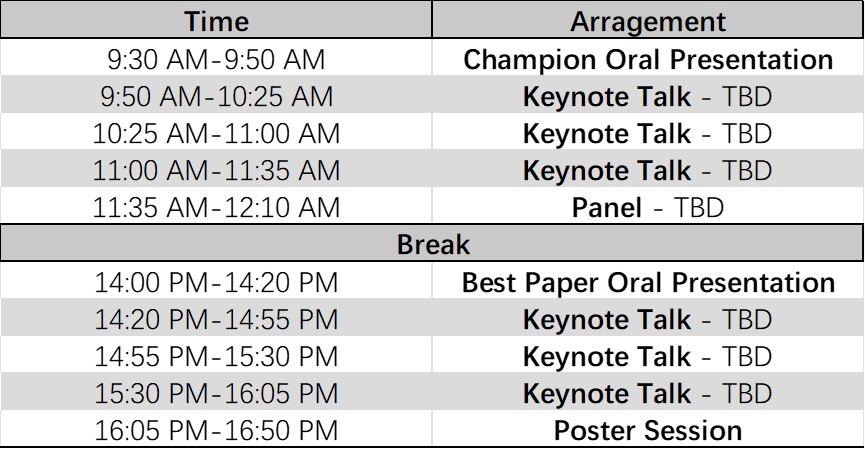 Time Arragement
9:30 AM-9:50 AM Champion Oral Presentation
9:50 AM-10:25 AM Keynote Talk - TBD
10:25 AM-11:00 AM Keynote Talk - TBD
11:00 AM-11:35 AM Keynote Talk - TBD
11:35 AM-12:10 AM Panel - TBD
Break
14:00 PM-14:20 PM Best Paper Oral Presentation
14:20 PM-14:55 PM Keynote Talk - TBD
14:55 PM-15:30 PM Keynote Talk - TBD
15:30 PM-16:05 PM Keynote Talk - TBD
16:05 PM-16:50 PM Poster Session